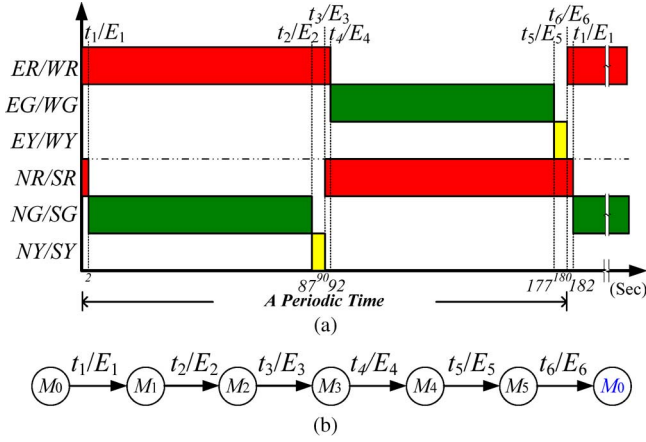 t3/E3 t6/E6
t1/E1 t2/E2 t4/E4 t5/E5 t1/E1
ER/WR
EG/WG
EY/WY
NR/SR
NG/SG
NY/SY
2 87 90 92 177 180 182 (Sec)
A Periodic Time
(a)
t1/E1 t2/E2 t3/E3 t4/E4 t5/E5 t6/E6
M0 M1 M2 M3 M4 M5 M0
(b)